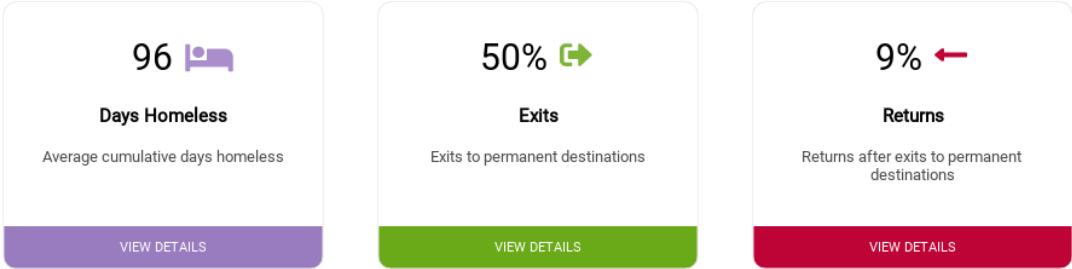 96
Days Homeless
Average cumulative days homeless
VIEW DETAILS
50%
Exits
Exits to permanent destinations
VIEW DETAILS
9%
Returns
Returns after exits to permanent
destinations
VIEW DETAILS